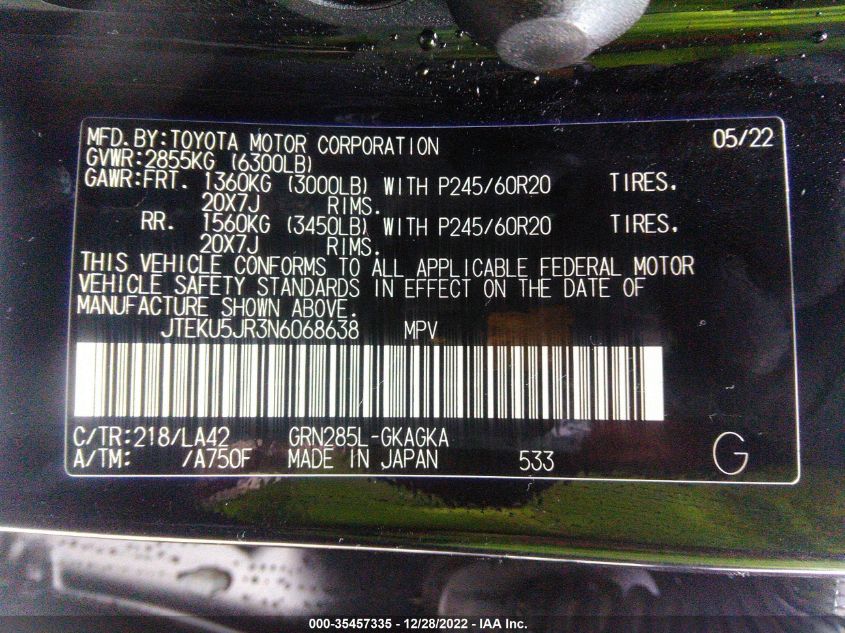 MFD.BY:TOYOTA MOTOR CORPORATION 05/22
GVWR:2855KG (6300LB)
GAWR:FRT. 1360KG (3000LB) WITH P245/60R20 TIRES.
20X7J RIMS.
RR. 1560KG (3450LB) WITH P245/60R20 TIRES.
20X7J RIMS.
THIS VEHICLE CONFORMS TO ALL APPLICABLE FEDERAL MOTOR
VEHICLE SAFETY STANDARDS IN EFFECT ON THE DATE OF
MANUFACTURE SHOWN ABOVE.
JTEKU5JR3N6068638 MPV
C/TR:218/LA42 GRN285L-GKAGKA
A/TM: /A750F MADE IN JAPAN 533 G
000-35457335 - 12/28/2022 - IAA Inc.